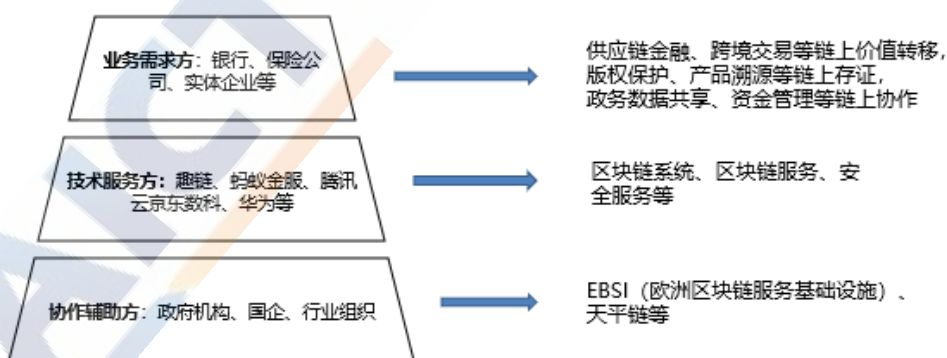 业务需求方：银行、保险公
司、实体企业等
供应链金融、跨境交易等链上价值转移，
版权保护、产品溯源等链上存证，
政务数据共享、资金管理等链上协作
技术服务方：趣链、蚂蚁金服、腾讯
云京东数科、华为等
区块链系统、区块链服务、安
全服务等
协作辅助方：政府机构、国企、行业组织
EBSI（欧洲区块链服务基础设施）、
天平链等